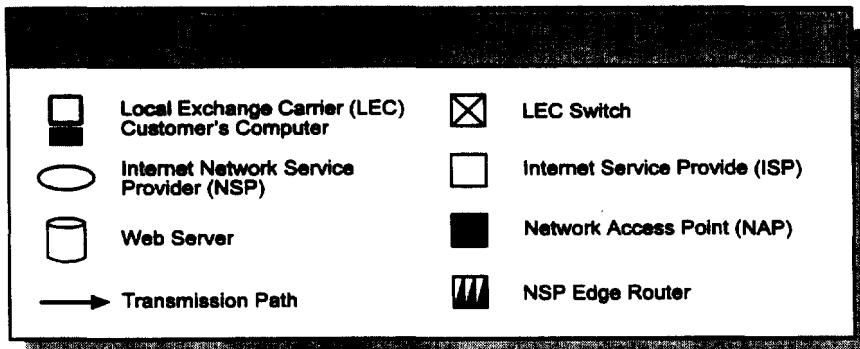 Local Exchange Carrier (LEC)
Customer's Computer
LEC Switch
Internet Network Service
Provider (NSP)
Internet Service Provide (ISP)
Web Server
Network Access Point (NAP)
Transmission Path
NSP Edge Router